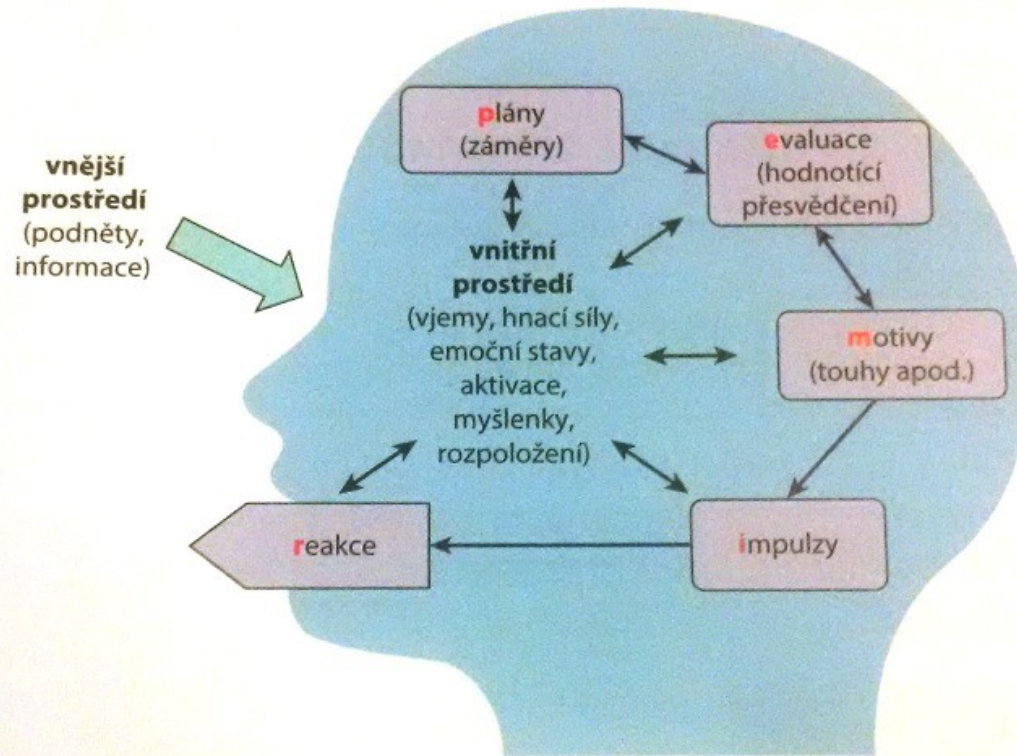 vnější
prostředí
(podněty,
informace)
plány
(záměry)
evaluace
(hodnotící
přesvědčení)
vnitřní
prostředí
(vjemy, hnací síly,
emoční stavy,
aktivace,
myšlenky,
rozpoložení)
motivy
(touhy apod.)
impulzy
reakce